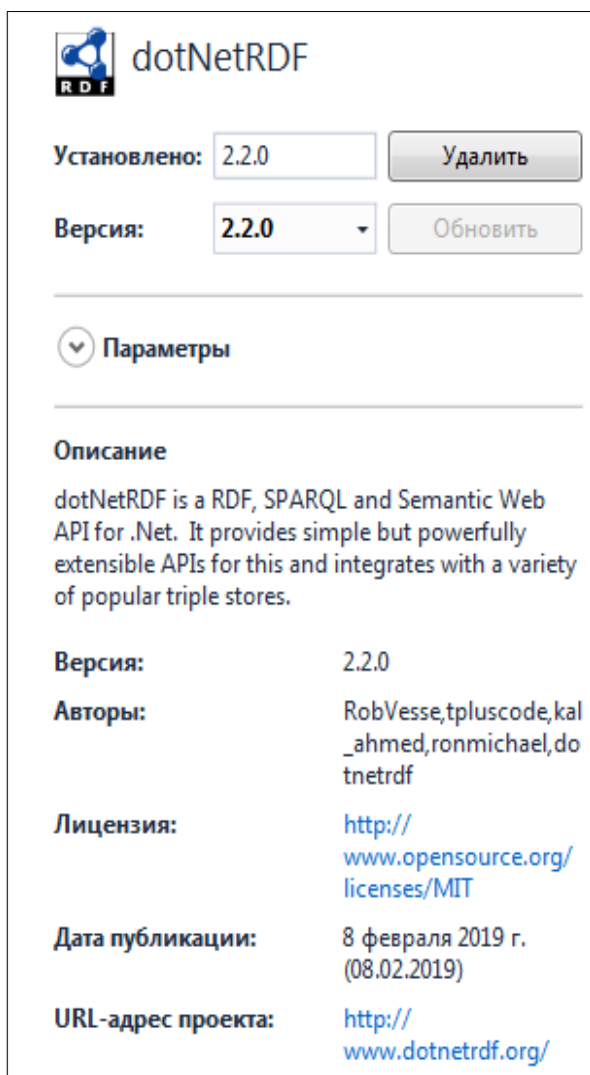 RDF
dotNetRDF
Установлено: 2.2.0 Удалить
Версия: 2.2.0 Обновить
Параметры
Описание
dotNetRDF is a RDF, SPARQL and Semantic Web
API for .Net. It provides simple but powerfully
extensible APIs for this and integrates with a variety
of popular triple stores.
Версия: 2.2.0
Авторы: RobVesse,tpluscode,kal
_ahmed,ronmichael,do
tnetrdf
Лицензия: http://
www.opensource.org/
licenses/MIT
Дата публикации: 8 февраля 2019 г.
(08.02.2019)
URL-адрес проекта: http://
www.dotnetrdf.org/